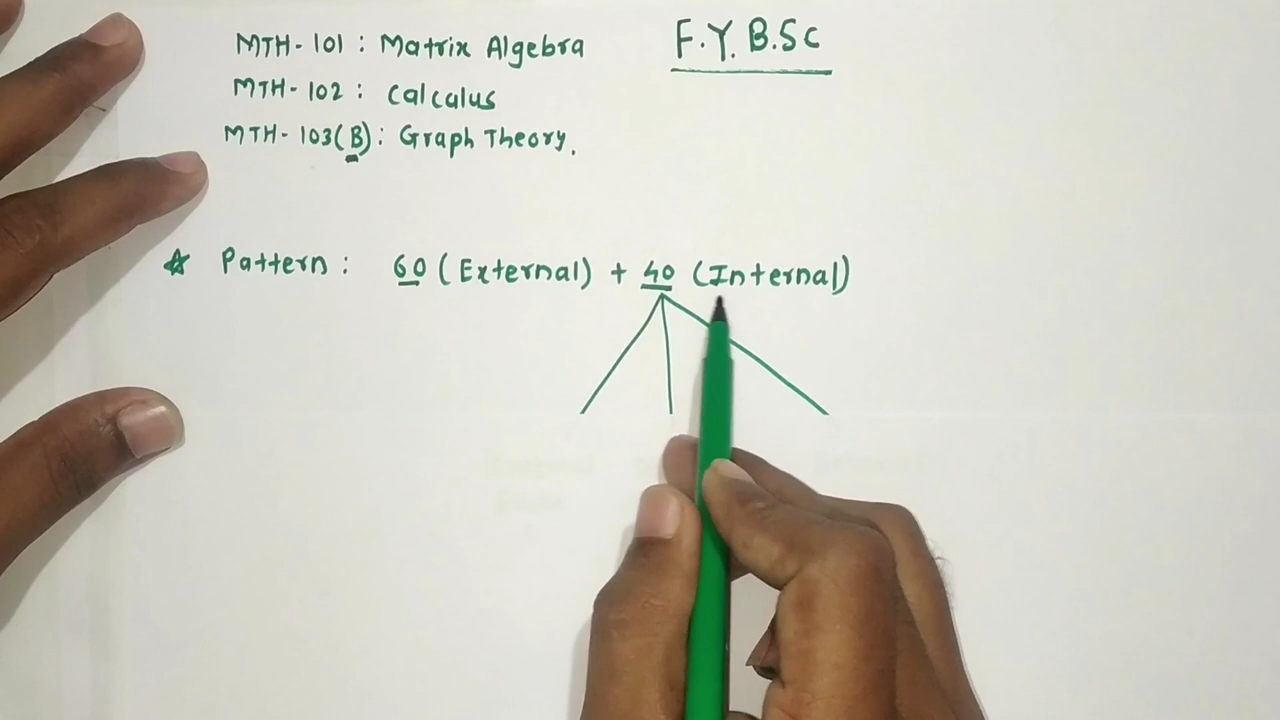 F.Y. B.Sc
MTH-101 : Matrix Algebra
MTH-102 : Calculus
MTH-103(B): Graph Theory.
☆ Pattern: 60 (External) + 40 (Internal)